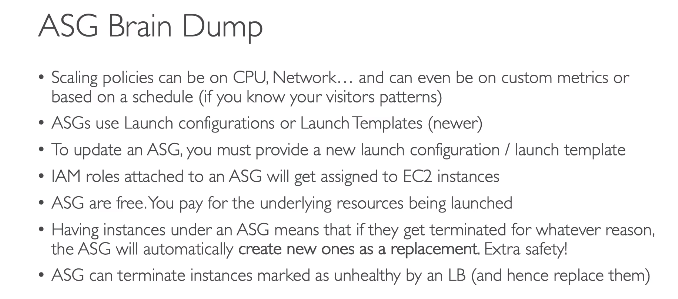 ASG Brain Dump
• Scaling policies can be on CPU, Network… and can even be on custom metrics or
based on a schedule (if you know your visitors patterns)
• ASGs use Launch configurations or Launch Templates (newer)
• To update an ASG, you must provide a new launch configuration / launch template
• IAM roles attached to an ASG will get assigned to EC2 instances
• ASG are free. You pay for the underlying resources being launched
• Having instances under an ASG means that if they get terminated for whatever reason,
the ASG will automatically create new ones as a replacement. Extra safety!
• ASG can terminate instances marked as unhealthy by an LB (and hence replace them)